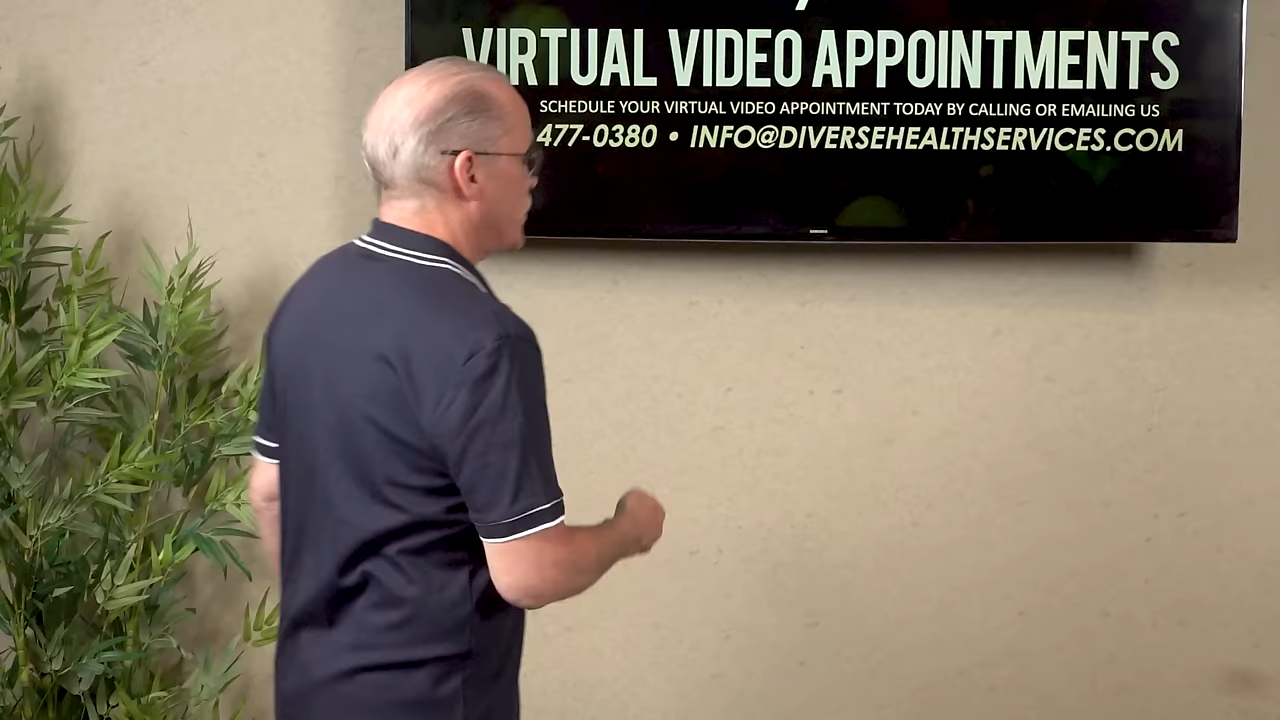 VIRTUAL VIDEO APPOINTMENTS
SCHEDULE YOUR VIRTUAL VIDEO APPOINTMENT TODAY BY CALLING OR EMAILING US
477-0380 • INFO@DIVERSEHEALTHSERVICES.COM
SAMSUNG